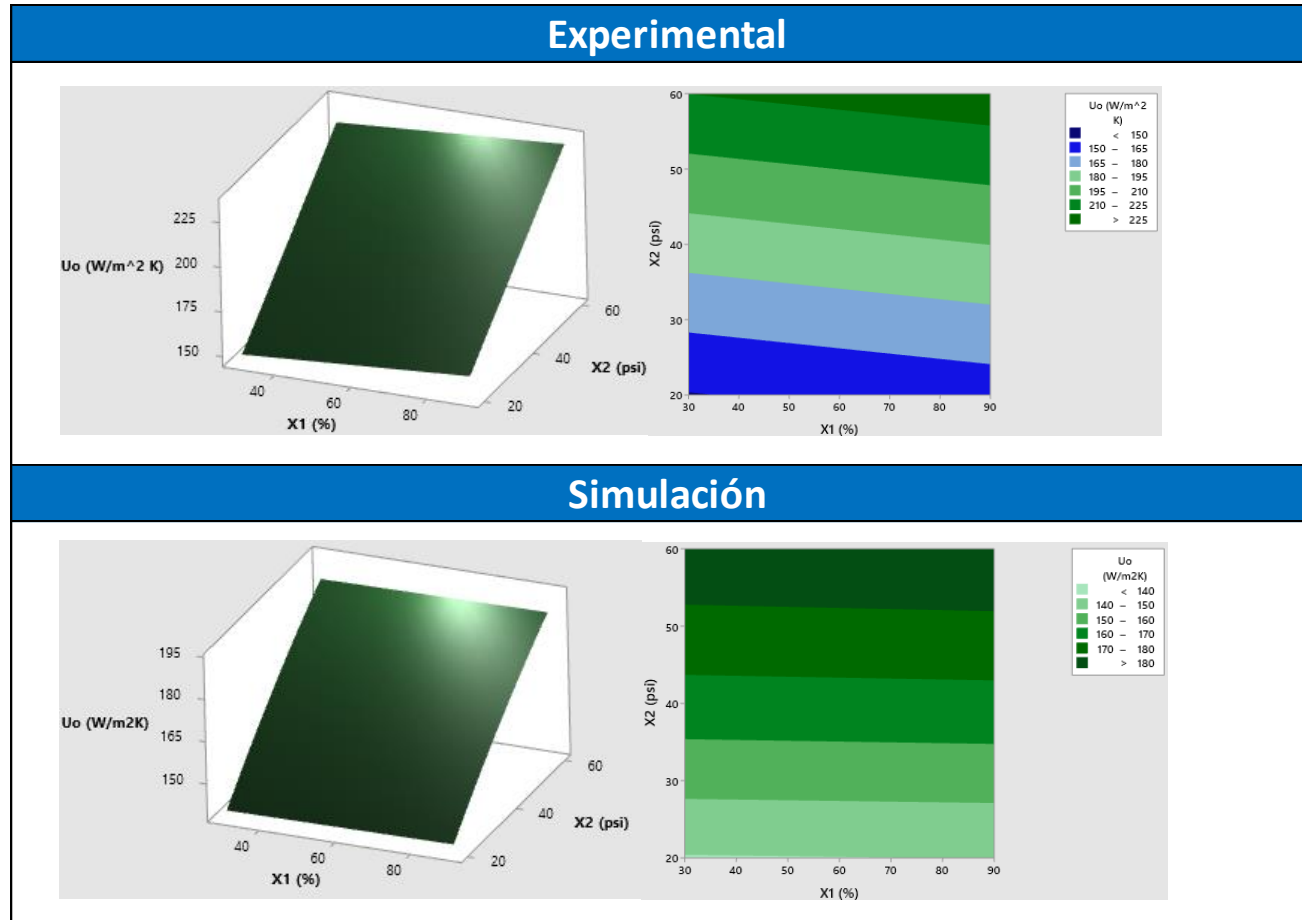 Experimental
225
200
175
150
Uo (W/m^2 K)
40
60
80
X1 (%)
20
40
60
X2 (psi)
60
50
40
30
20
X2 (psi)
30
40
50
60
70
80
90
X1 (%)
Uo (W/m^2
K)
< 150
150 – 165
165 – 180
180 – 195
195 – 210
210 – 225
> 225
Simulación
195
180
165
150
Uo (W/m2K)
40
60
80
X1 (%)
20
40
60
X2 (psi)
60
50
40
30
20
X2 (psi)
30
40
50
60
70
80
90
X1 (%)
Uo
(W/m2K)
< 140
140 – 150
150 – 160
160 – 170
170 – 180
> 180